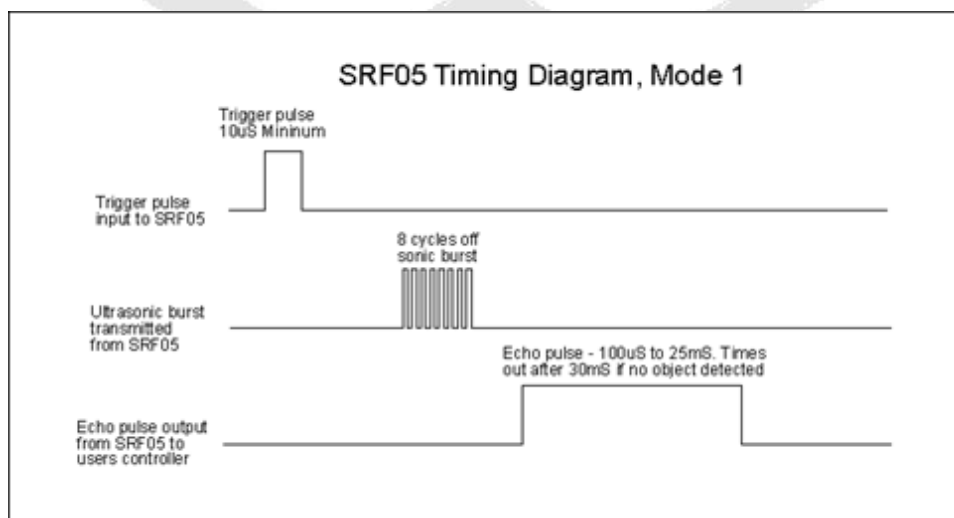 SRF05 Timing Diagram, Mode 1
Trigger pulse
10uS Mininum
Trigger pulse
input to SRF05
8 cycles off
sonic burst
Ultrasonic burst
transmitted
from SRF05
Echo pulse - 100uS to 25mS. Times
out after 30mS if no object detected
Echo pulse output
from SRF05 to
users controller